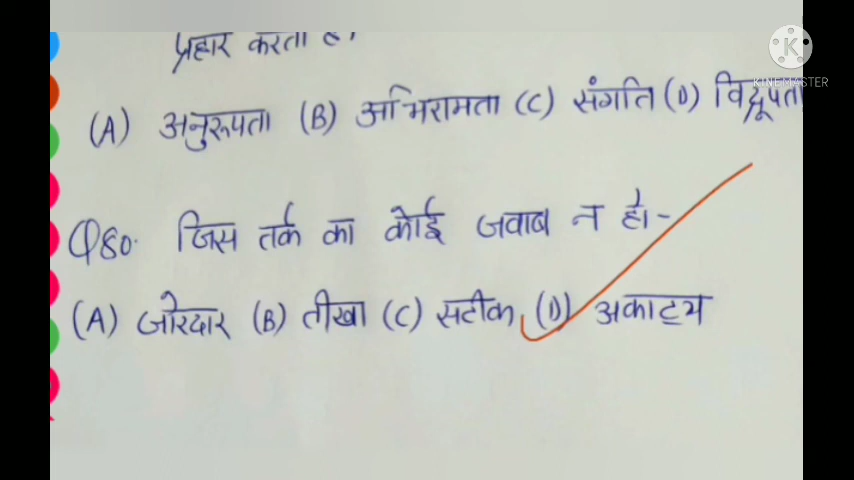 प्रहार करता है।
(A) अनुरूपता (B) अभिरामता (C) संगति (D) विद्रूपता
Q80. जिस तर्क का कोई जवाब न हो-
(A) जोरदार (B) तीखा (C) सटीक (D) अकाट्य
K
KINEMASTER